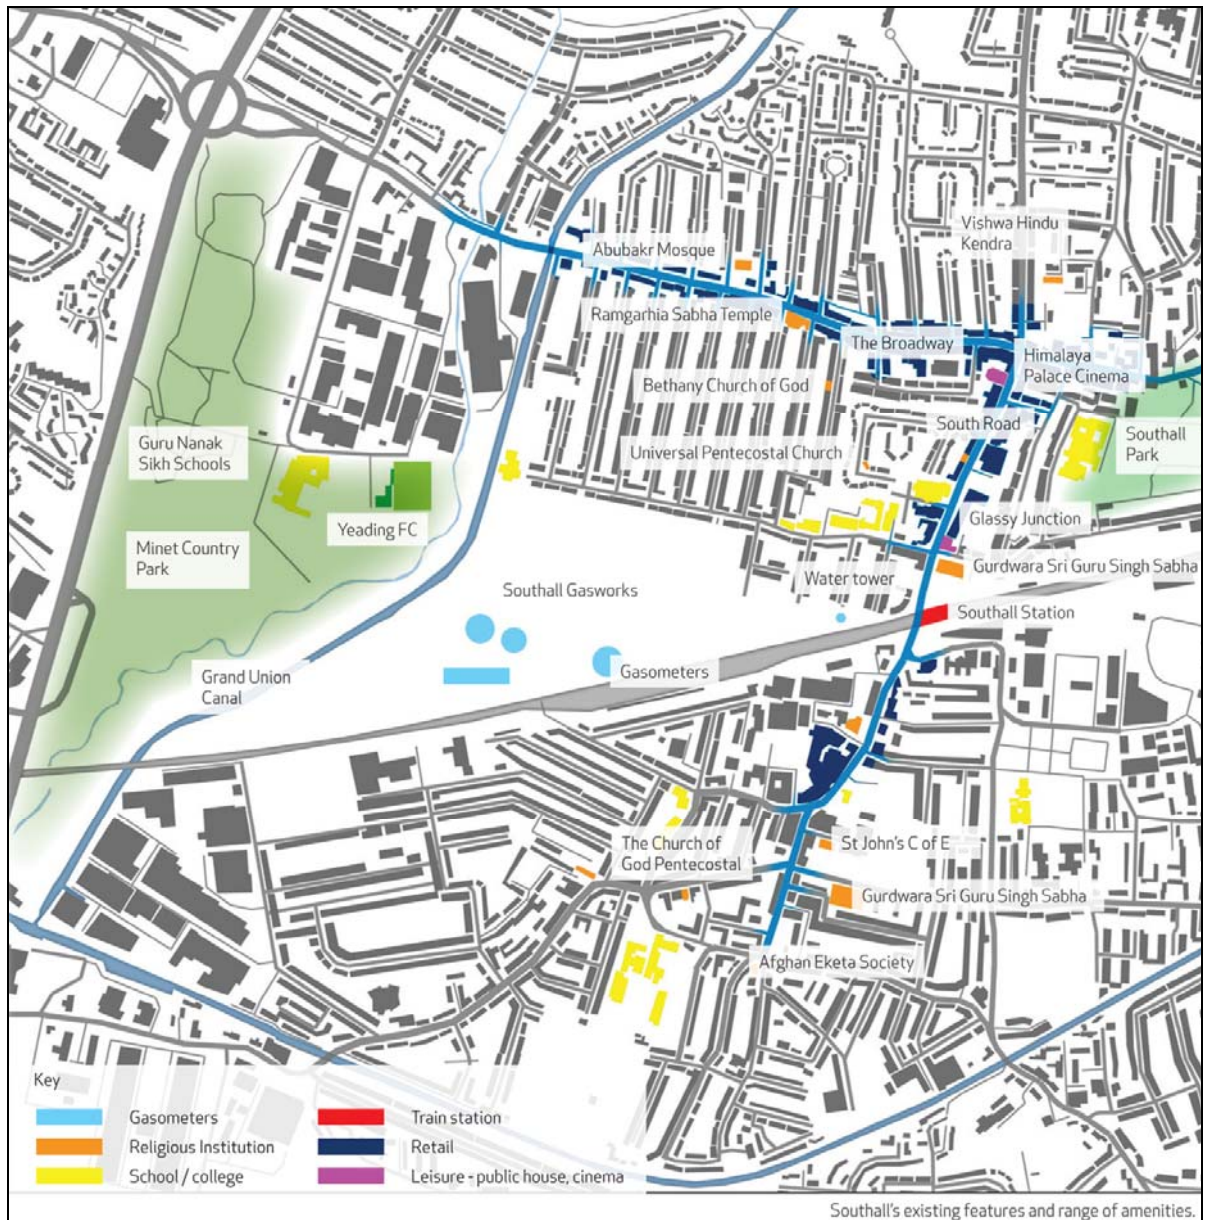 Vishwa Hindu
Kendra
Abubakr Mosque
Ramgarhia Sabha Temple
The Broadway
Himalaya
Palace Cinema
Bethany Church of God
South Road
Guru Nanak
Sikh Schools
Universal Pentecostal Church
Southall
Park
Yeading FC
Glassy Junction
Minet Country
Park
Gurdwara Sri Guru Singh Sabha
Water tower
Southall Gasworks
Southall Station
Grand Union
Canal
Gasometers
The Church of
God Pentecostal
St John's C of E
Gurdwara Sri Guru Singh Sabha
Afghan Eketa Society
Key
Gasometers
Religious Institution
School / college
Train station
Retail
Leisure - public house, cinema
Southall's existing features and range of amenities.